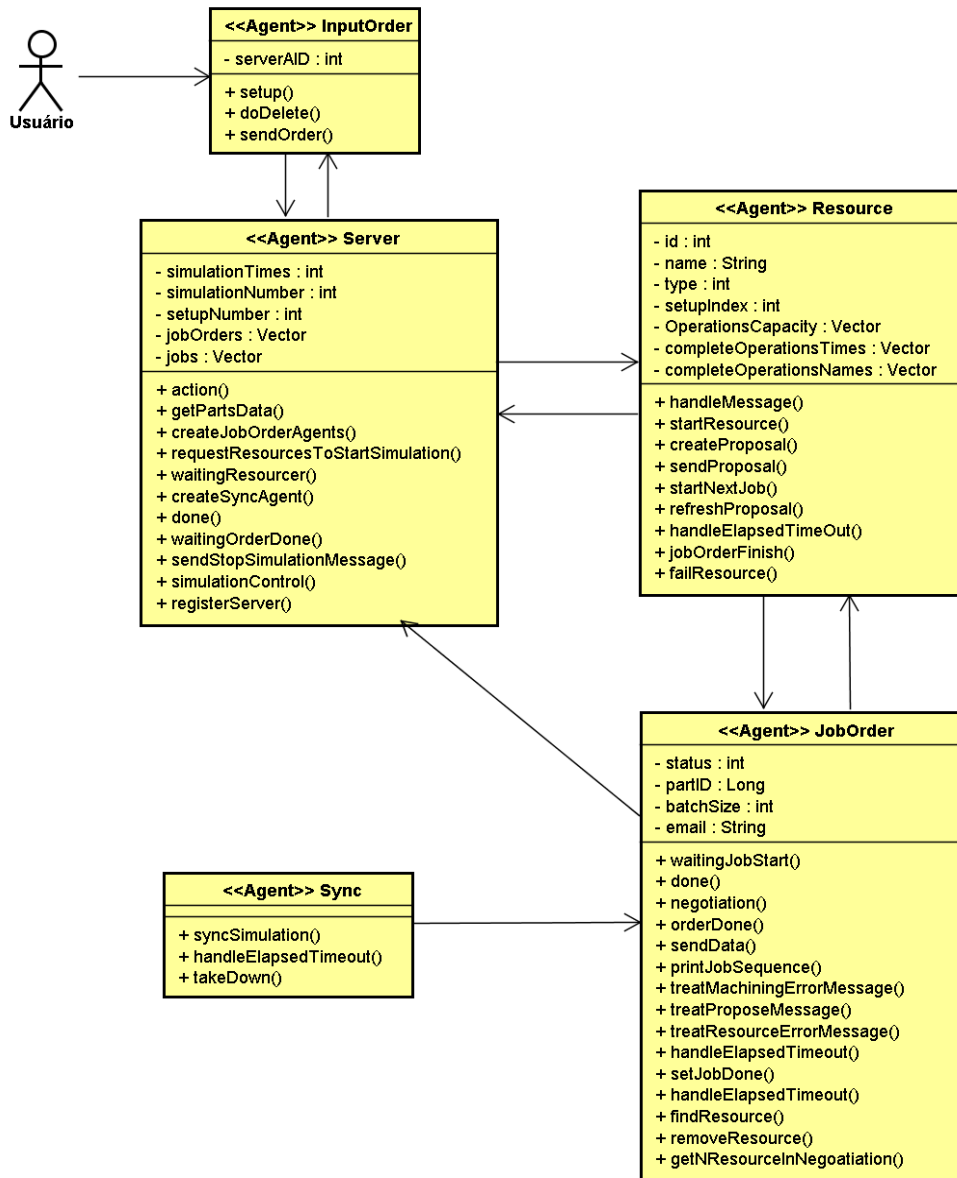 <<Agent>> InputOrder
- serverAID : int
+ setup()
+ doDelete()
+ sendOrder()
Usuário
<<Agent>> Server
- simulationTimes : int
- simulationNumber : int
- setupNumber : int
- jobOrders : Vector
- jobs : Vector
+ action()
+ getPartsData()
+ createJobOrderAgents()
+ requestResourcesToStartSimulation()
+ waitingResourcer()
+ createSyncAgent()
+ done()
+ waitingOrderDone()
+ sendStopSimulationMessage()
+ simulationControl()
+ registerServer()
<<Agent>> Resource
- id : int
- name : String
- type : int
- setupIndex : int
- OperationsCapacity : Vector
- completeOperationsTimes : Vector
- completeOperationsNames : Vector
+ handleMessage()
+ startResource()
+ createProposal()
+ sendProposal()
+ startNextJob()
+ refreshProposal()
+ handleElapsedTimeOut()
+ jobOrderFinish()
+ failResource()
<<Agent>> JobOrder
- status : int
- partID : Long
- batchSize : int
- email : String
+ waitingJobStart()
+ done()
+ negotiation()
+ orderDone()
+ sendData()
+ printJobSequence()
+ treatMachiningErrorMessage()
+ treatProposeMessage()
+ treatResourceErrorMessage()
+ handleElapsedTimeout()
+ setJobDone()
+ handleElapsedTimeout()
+ findResource()
+ removeResource()
+ getNResourceInNegoatiation()
<<Agent>> Sync
+ syncSimulation()
+ handleElapsedTimeout()
+ takeDown()